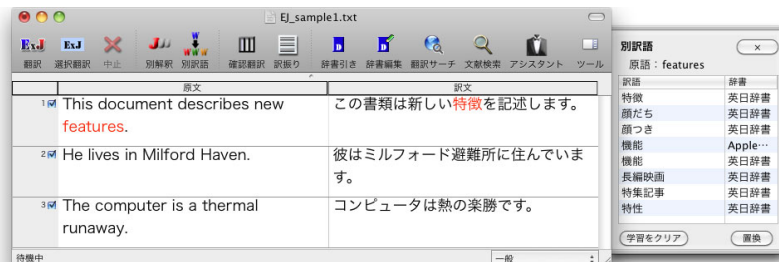 EJ_sample1.txt
ExJ ExJ
翻訳 選択翻訳 中止 別解釈 別訳語 確認翻訳 訳振り 辞書引き 辞書編集 翻訳サーチ 文献検索 アシスタント ツール
原文 訳文
1 This document describes new features. この書類は新しい特徴を記述します。
2 He lives in Milford Haven. 彼はミルフォード避難所に住んでいます。
3 The computer is a thermal runaway. コンピュータは熱の楽勝です。
待機中 一般
別訳語 ×
原語：features
訳語 辞書
特徴 英日辞書
顔だち 英日辞書
顔つき 英日辞書
機能 Apple…
機能 英日辞書
長編映画 英日辞書
特集記事 英日辞書
特性 英日辞書
学習をクリア 置換